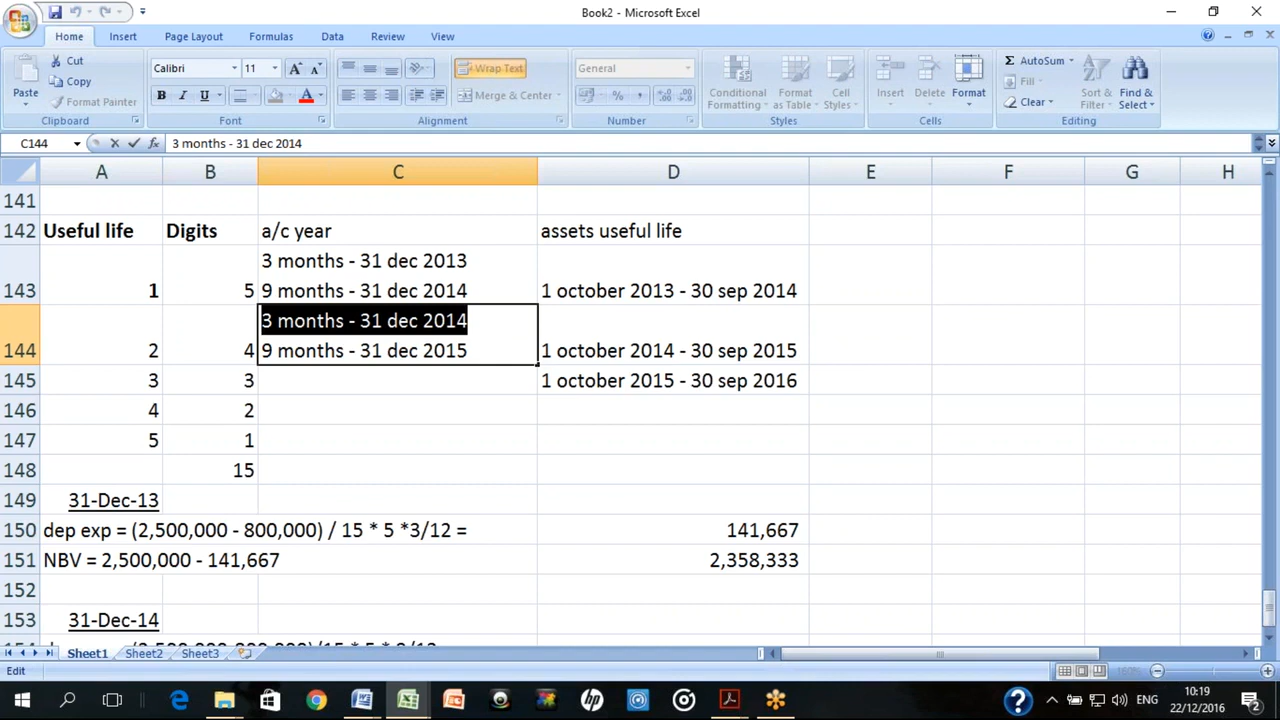 Book2 - Microsoft Excel
Home Insert Page Layout Formulas Data Review View
Cut
Copy
Format Painter
Paste
Clipboard
Calibri 11
B I U
Font
Wrap Text
Merge & Center
Alignment
General
Number
Conditional Formatting
Format as Table
Cell Styles
Styles
Insert Delete Format
Cells
AutoSum
Fill
Clear
Sort & Filter
Find & Select
Editing
C144 fx 3 months - 31 dec 2014
A B C D E F G H
141
142 Useful life Digits a/c year assets useful life
3 months - 31 dec 2013
143 1 5 9 months - 31 dec 2014 1 october 2013 - 30 sep 2014
3 months - 31 dec 2014
144 2 4 9 months - 31 dec 2015 1 october 2014 - 30 sep 2015
145 3 3 1 october 2015 - 30 sep 2016
146 4 2
147 5 1
148 15
149 31-Dec-13
150 dep exp = (2,500,000 - 800,000) / 15 * 5 *3/12 = 141,667
151 NBV = 2,500,000 - 141,667 2,358,333
152
153 31-Dec-14
Sheet1 Sheet2 Sheet3
Edit
ENG
10:19
22/12/2016